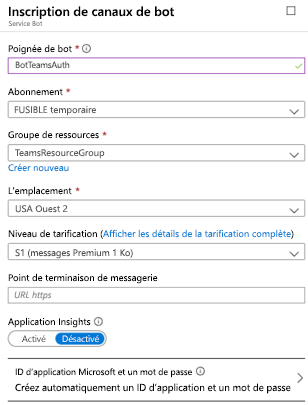 Inscription de canaux de bot
Service Bot
Poignée de bot *
BotTeamsAuth
Abonnement *
FUSIBLE temporaire
Groupe de ressources *
TeamsResourceGroup
Créer nouveau
L'emplacement *
USA Ouest 2
Niveau de tarification (Afficher les détails de la tarification complète)
S1 (messages Premium 1 Ko)
Point de terminaison de messagerie
URL https
Application Insights
Activé Désactivé
ID d'application Microsoft et un mot de passe
Créez automatiquement un ID d'application et un mot de passe